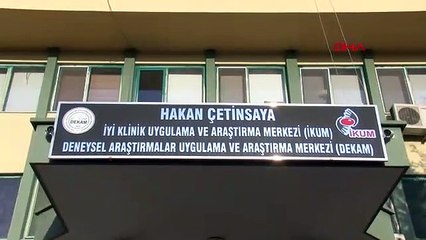 HAKAN ÇETİNSAYA
İYİ KLİNİK UYGULAMA VE ARAŞTIRMA MERKEZİ (İKUM)
DENEYSEL ARAŞTIRMALAR UYGULAMA VE ARAŞTIRMA MERKEZİ (DEKAM)
DEKAM
İKUM